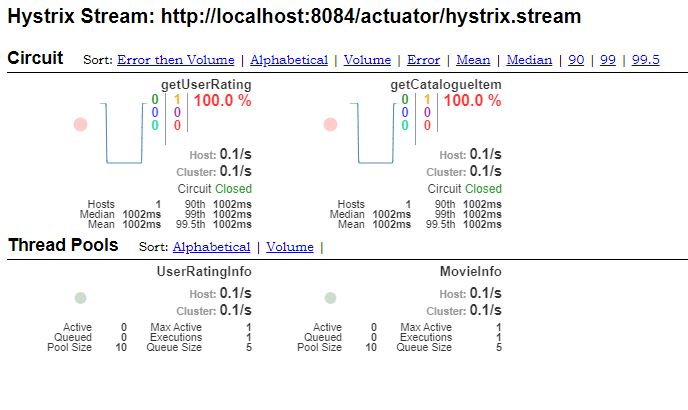 Hystrix Stream: http://localhost:8084/actuator/hystrix.stream
Circuit Sort: Error then Volume | Alphabetical | Volume | Error | Mean | Median | 90 | 99 | 99.5
getUserRating getCatalogueItem
0 1 100.0 % 0 1 100.0 %
0 0 0 0
0 0 0 0
Host: 0.1/s Host: 0.1/s
Cluster: 0.1/s Cluster: 0.1/s
Circuit Closed Circuit Closed
Hosts 1 90th 1002ms Hosts 1 90th 1002ms
Median 1002ms 99th 1002ms Median 1002ms 99th 1002ms
Mean 1002ms 99.5th 1002ms Mean 1002ms 99.5th 1002ms
Thread Pools Sort: Alphabetical | Volume |
UserRatingInfo MovieInfo
Host: 0.1/s Host: 0.1/s
Cluster: 0.1/s Cluster: 0.1/s
Active 0 Max Active 1 Active 0 Max Active 1
Queued 0 Executions 1 Queued 0 Executions 1
Pool Size 10 Queue Size 5 Pool Size 10 Queue Size 5